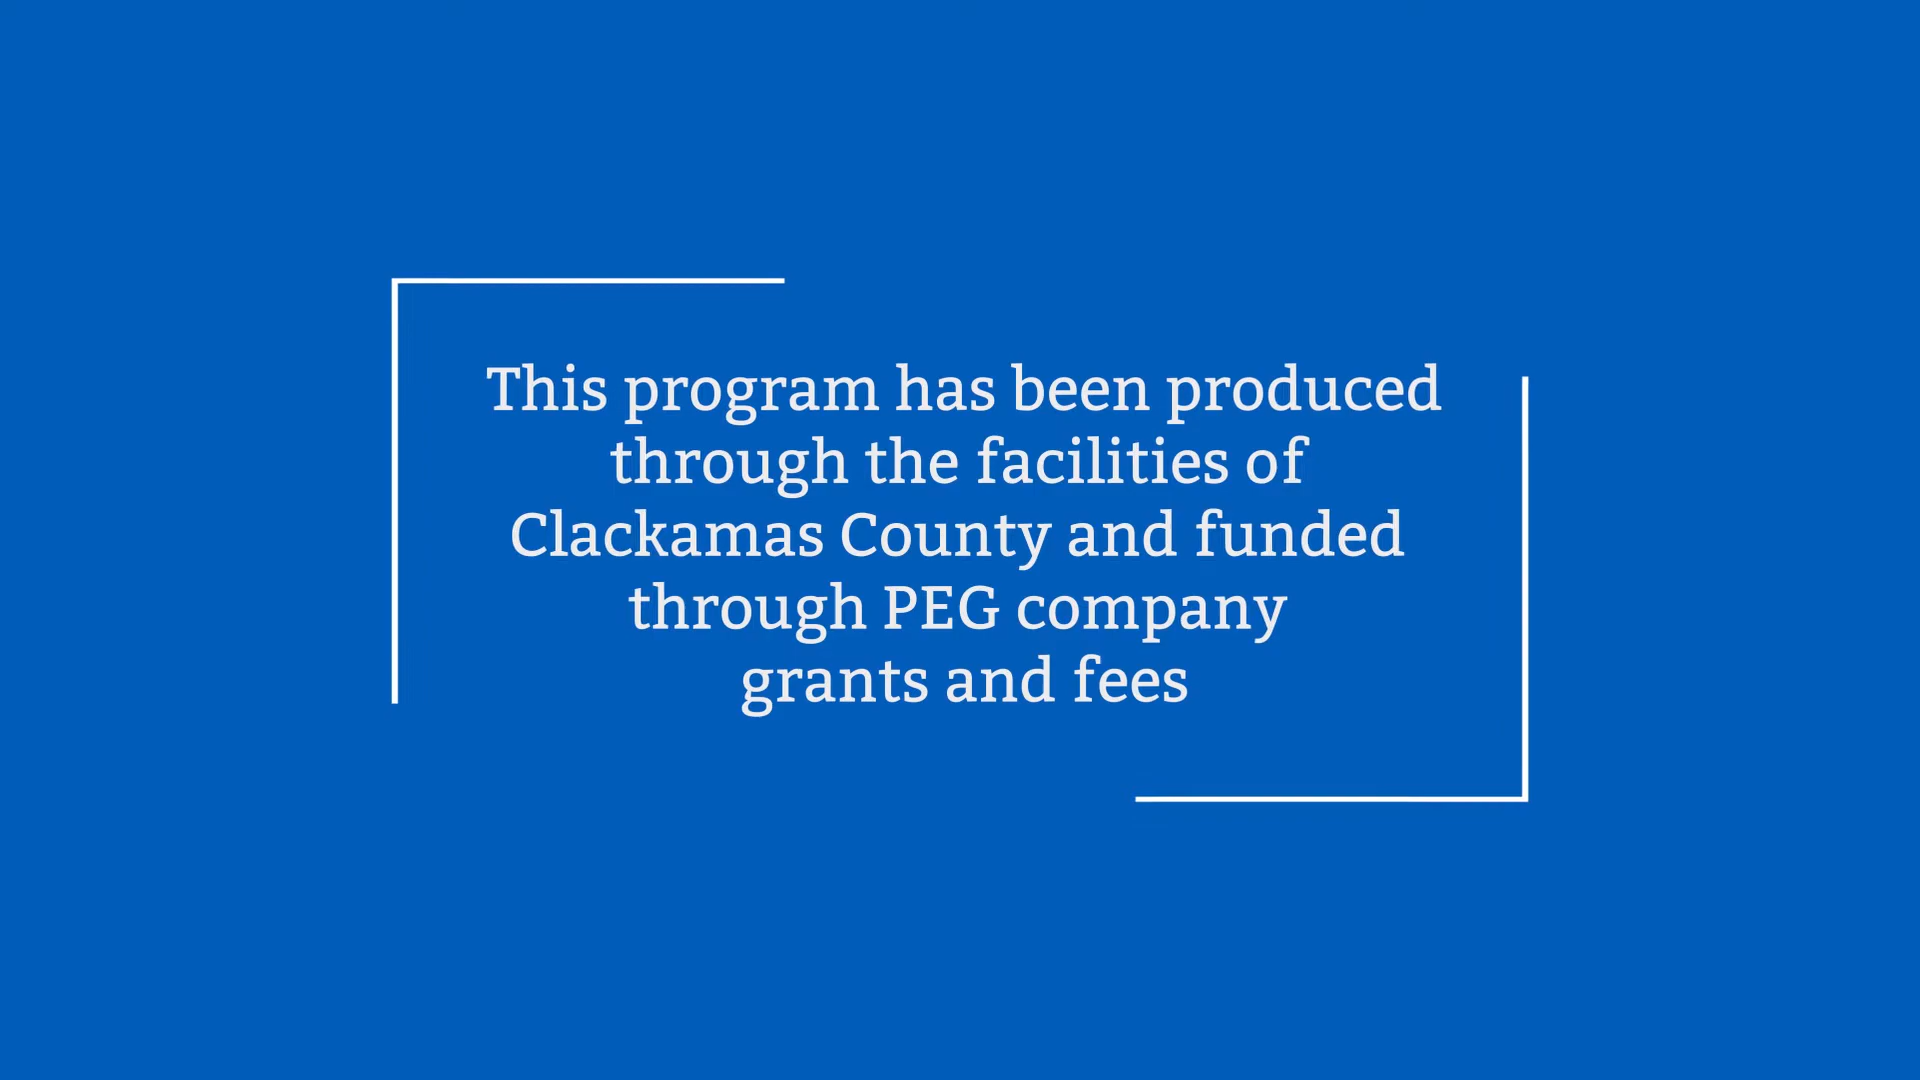 This program has been produced
through the facilities of
Clackamas County and funded
through PEG company
grants and fees